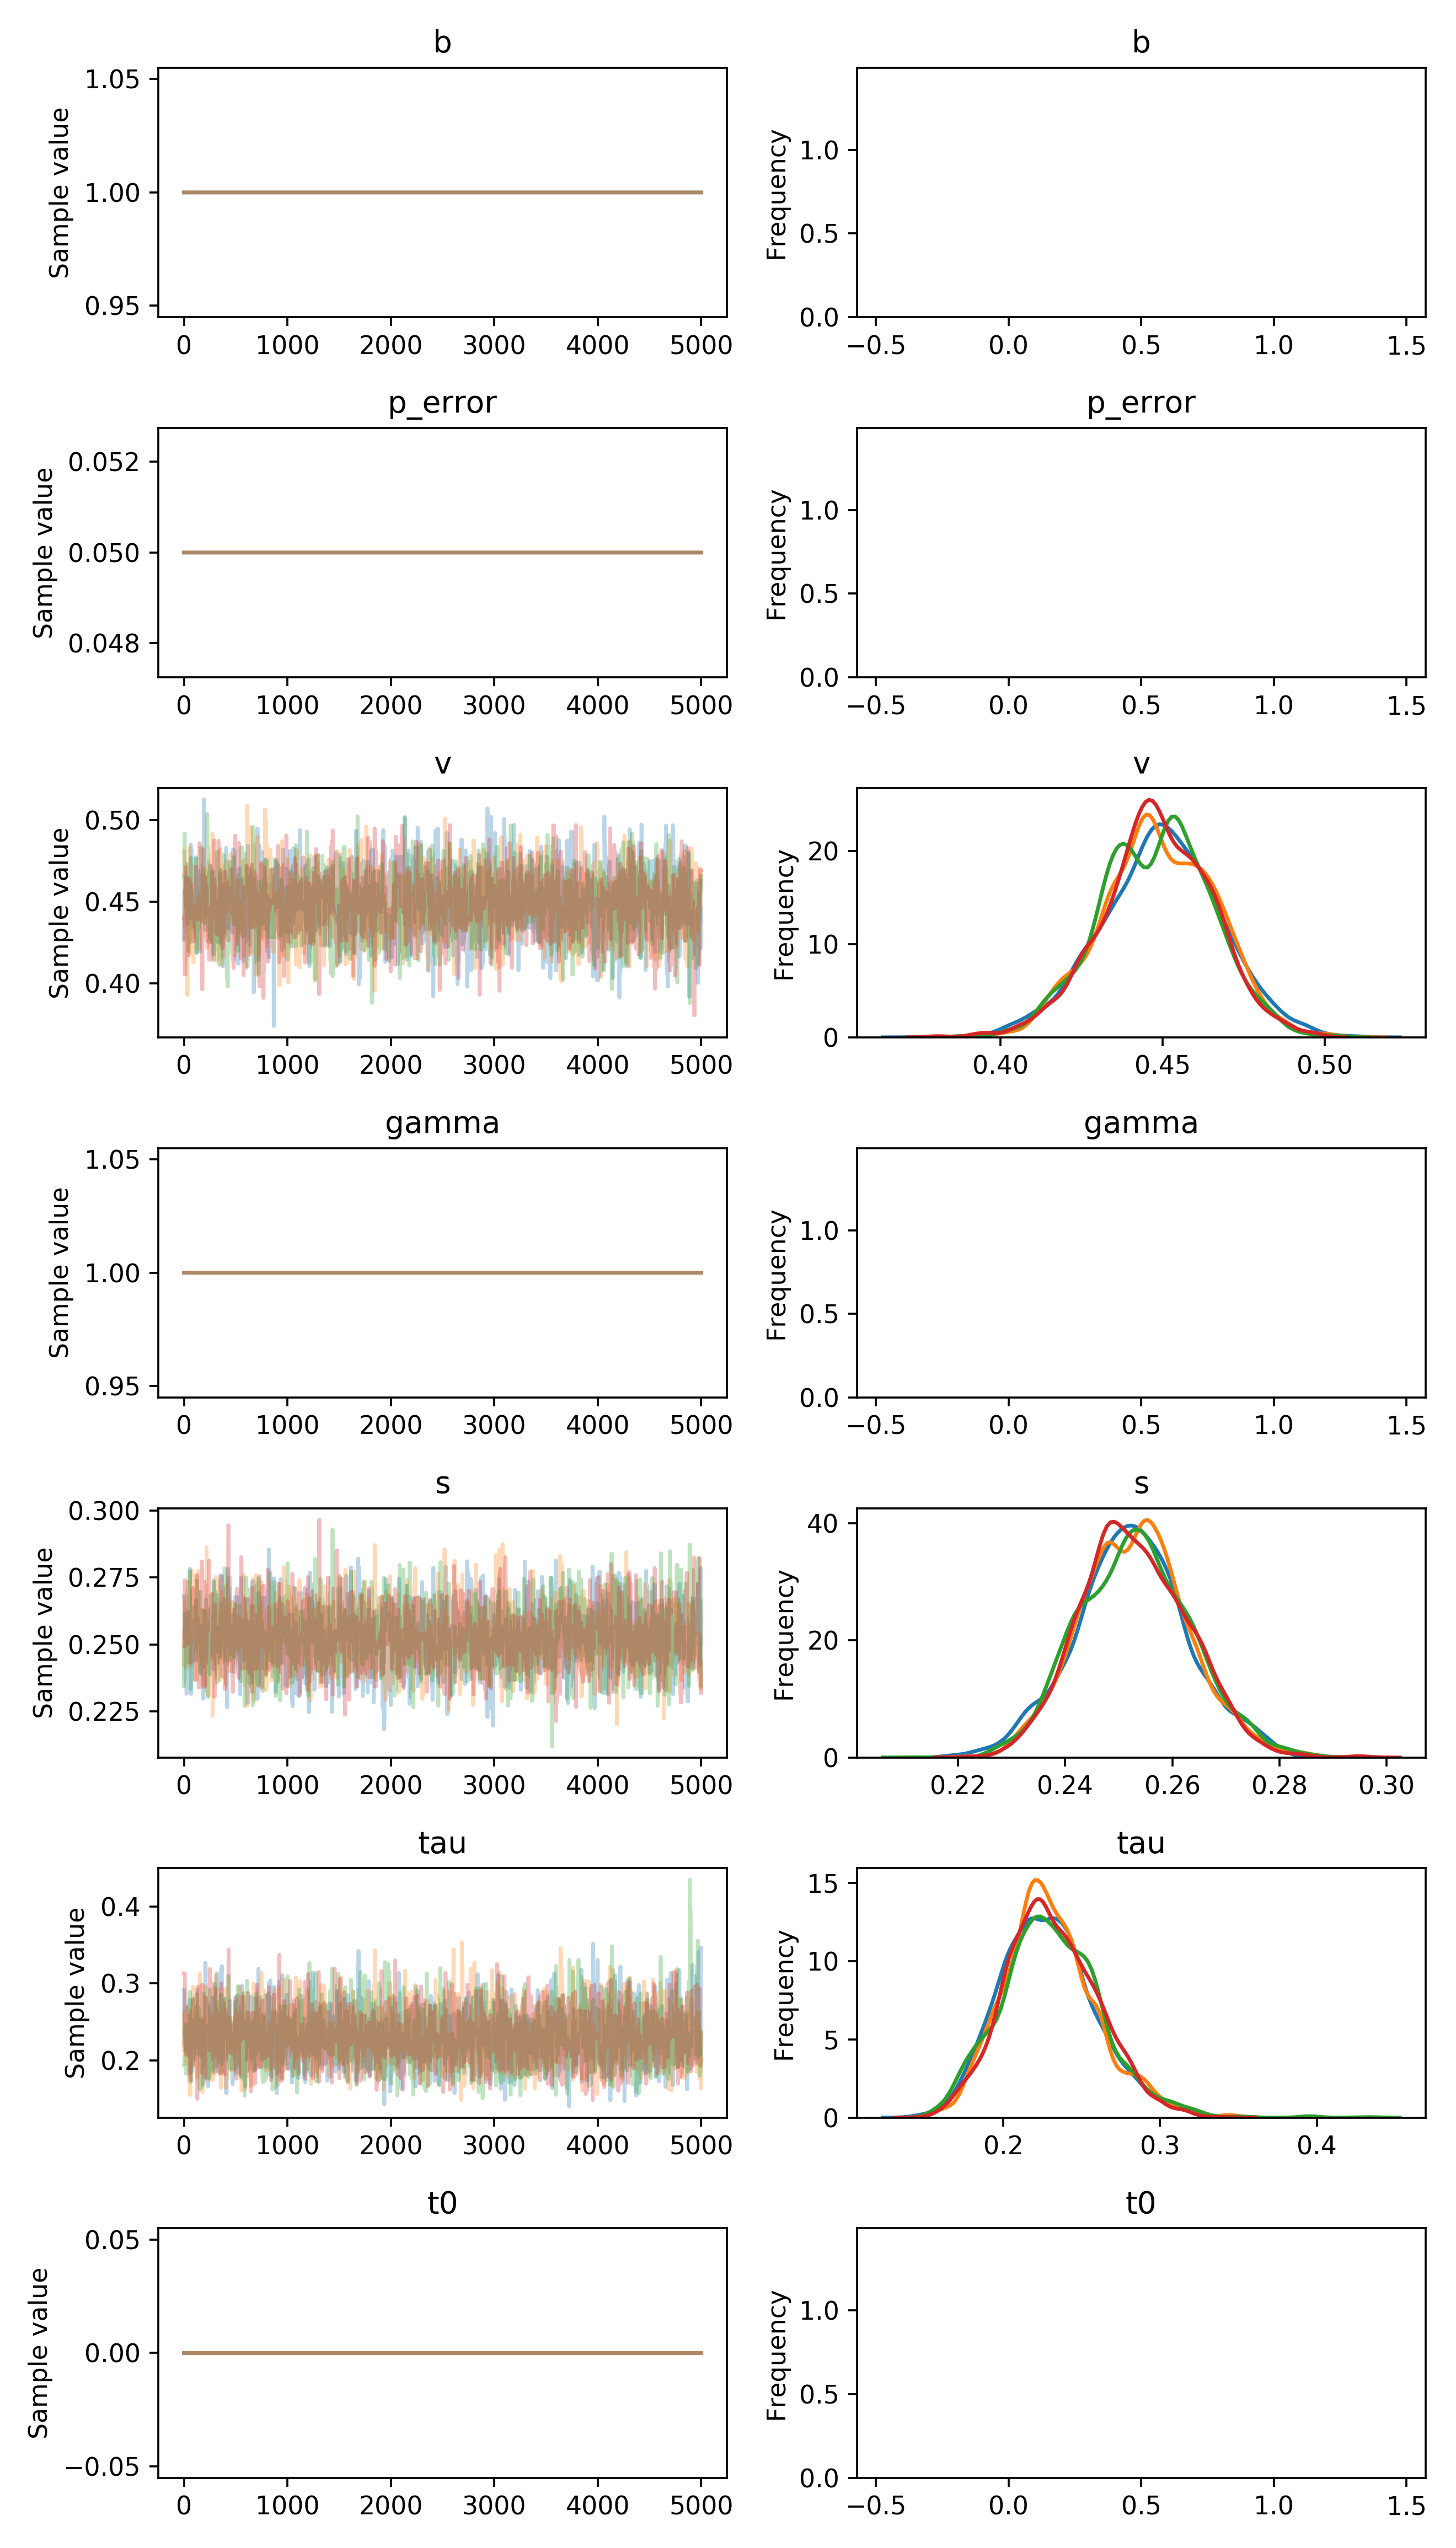 b
b
1.05
1.00
0.95
Sample value
0 1000 2000 3000 4000 5000
1.0
0.5
0.0
Frequency
−0.5 0.0 0.5 1.0 1.5
p_error
p_error
0.052
0.050
0.048
Sample value
0 1000 2000 3000 4000 5000
1.0
0.5
0.0
Frequency
−0.5 0.0 0.5 1.0 1.5
v
v
0.50
0.45
0.40
Sample value
0 1000 2000 3000 4000 5000
20
10
0
Frequency
0.40 0.45 0.50
gamma
gamma
1.05
1.00
0.95
Sample value
0 1000 2000 3000 4000 5000
1.0
0.5
0.0
Frequency
−0.5 0.0 0.5 1.0 1.5
s
s
0.300
0.275
0.250
0.225
Sample value
0 1000 2000 3000 4000 5000
40
20
0
Frequency
0.22 0.24 0.26 0.28 0.30
tau
tau
0.4
0.3
0.2
Sample value
0 1000 2000 3000 4000 5000
15
10
5
0
Frequency
0.2 0.3 0.4
t0
t0
0.05
0.00
−0.05
Sample value
0 1000 2000 3000 4000 5000
1.0
0.5
0.0
Frequency
−0.5 0.0 0.5 1.0 1.5